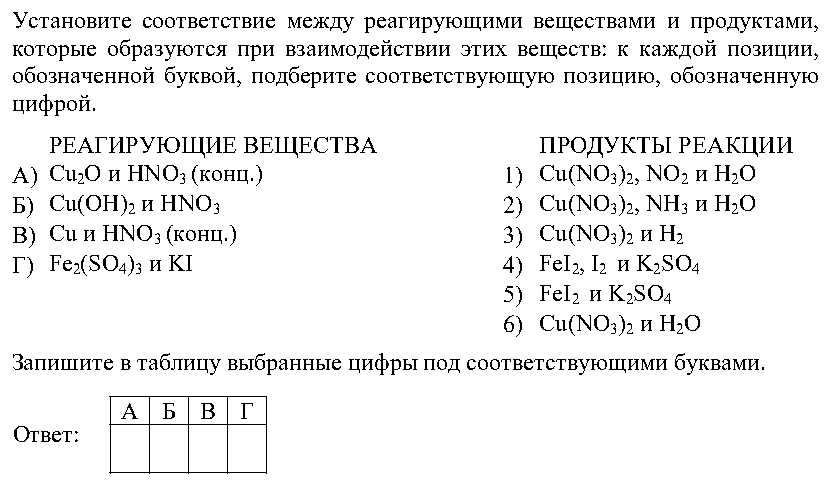 Установите соответствие между реагирующими веществами и продуктами,
которые образуются при взаимодействии этих веществ: к каждой позиции,
обозначенной буквой, подберите соответствующую позицию, обозначенную
цифрой.
РЕАГИРУЮЩИЕ ВЕЩЕСТВА
А) Cu₂O и HNO₃ (конц.)
Б) Cu(OH)₂ и HNO₃
В) Cu и HNO₃ (конц.)
Г) Fe₂(SO₄)₃ и KI
ПРОДУКТЫ РЕАКЦИИ
1) Cu(NO₃)₂, NO₂ и H₂O
2) Cu(NO₃)₂, NH₃ и H₂O
3) Cu(NO₃)₂ и H₂
4) FeI₂, I₂ и K₂SO₄
5) FeI₂ и K₂SO₄
6) Cu(NO₃)₂ и H₂O
Запишите в таблицу выбранные цифры под соответствующими буквами.
А Б В Г
Ответ: